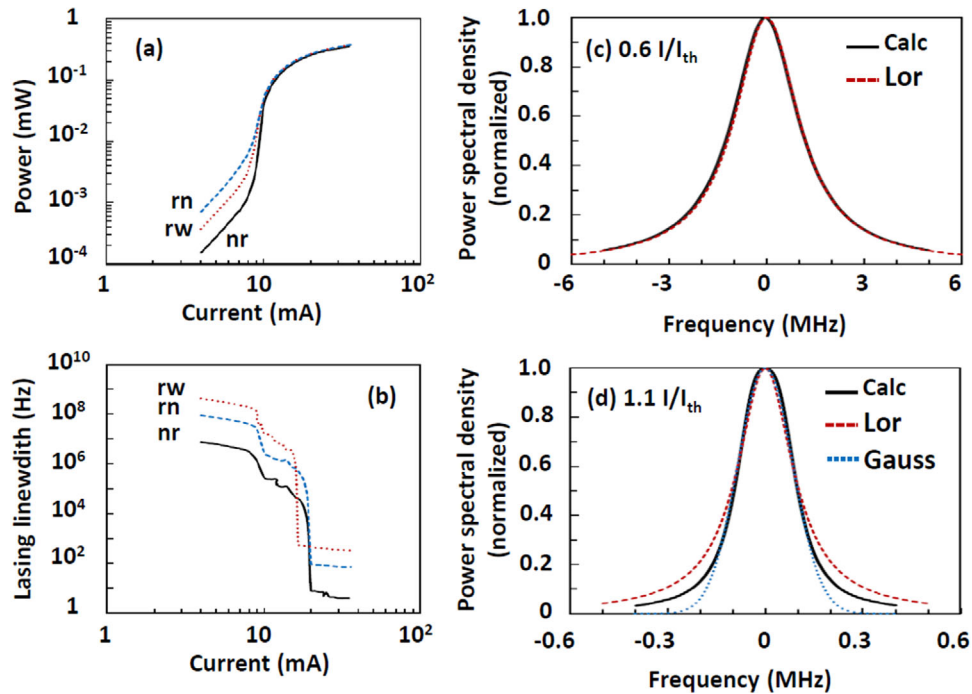 (a)
1
10-1
10-2
10-3
10-4
Power (mW)
rn
rw
nr
1 10 10²
Current (mA)
(c) 0.6 I/Ith
Calc
Lor
1.0
0.8
0.6
0.4
0.2
0
Power spectral density
(normalized)
-6 -3 0 3 6
Frequency (MHz)
(b)
10¹⁰
10⁸
10⁶
10⁴
10²
1
Lasing linewdith (Hz)
rw
rn
nr
1 10 10²
Current (mA)
(d) 1.1 I/Ith
Calc
Lor
Gauss
1.0
0.8
0.6
0.4
0.2
0
Power spectral density
(normalized)
-0.6 -0.3 0 0.3 0.6
Frequency (MHz)